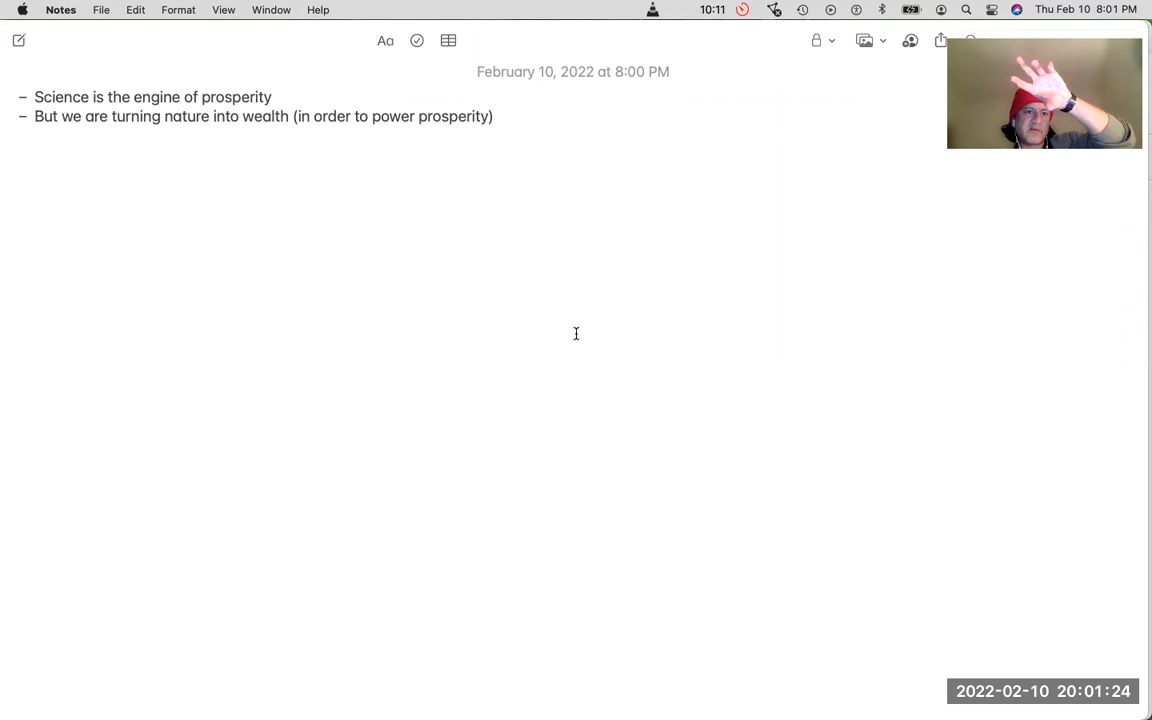 Notes File Edit Format View Window Help 10:11 Thu Feb 10 8:01 PM
Aa
February 10, 2022 at 8:00 PM
– Science is the engine of prosperity
– But we are turning nature into wealth (in order to power prosperity)
2022-02-10 20:01:24